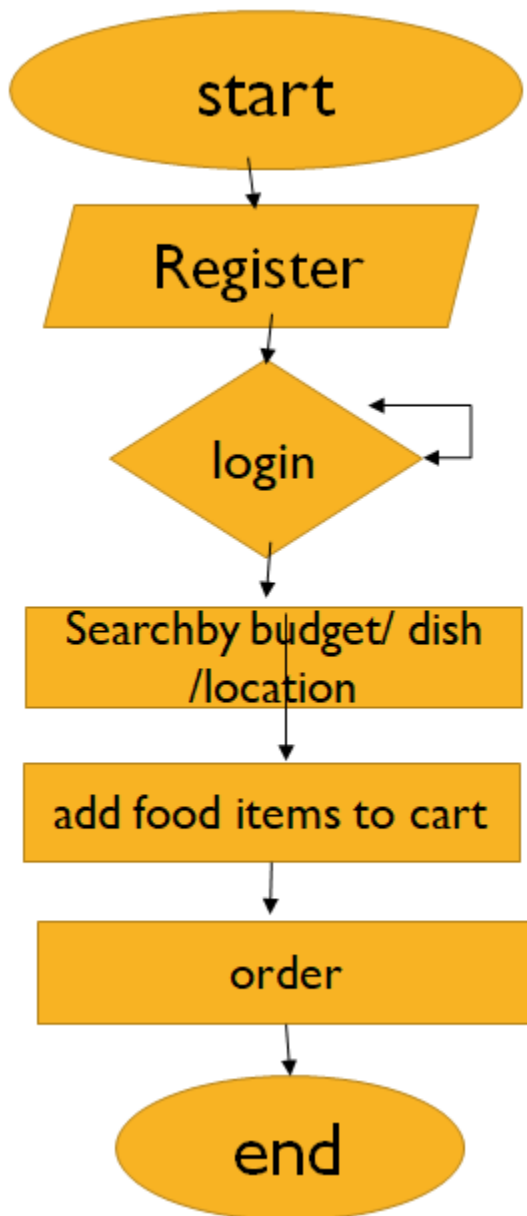 start
Register
login
Searchby budget/ dish
/location
add food items to cart
order
end